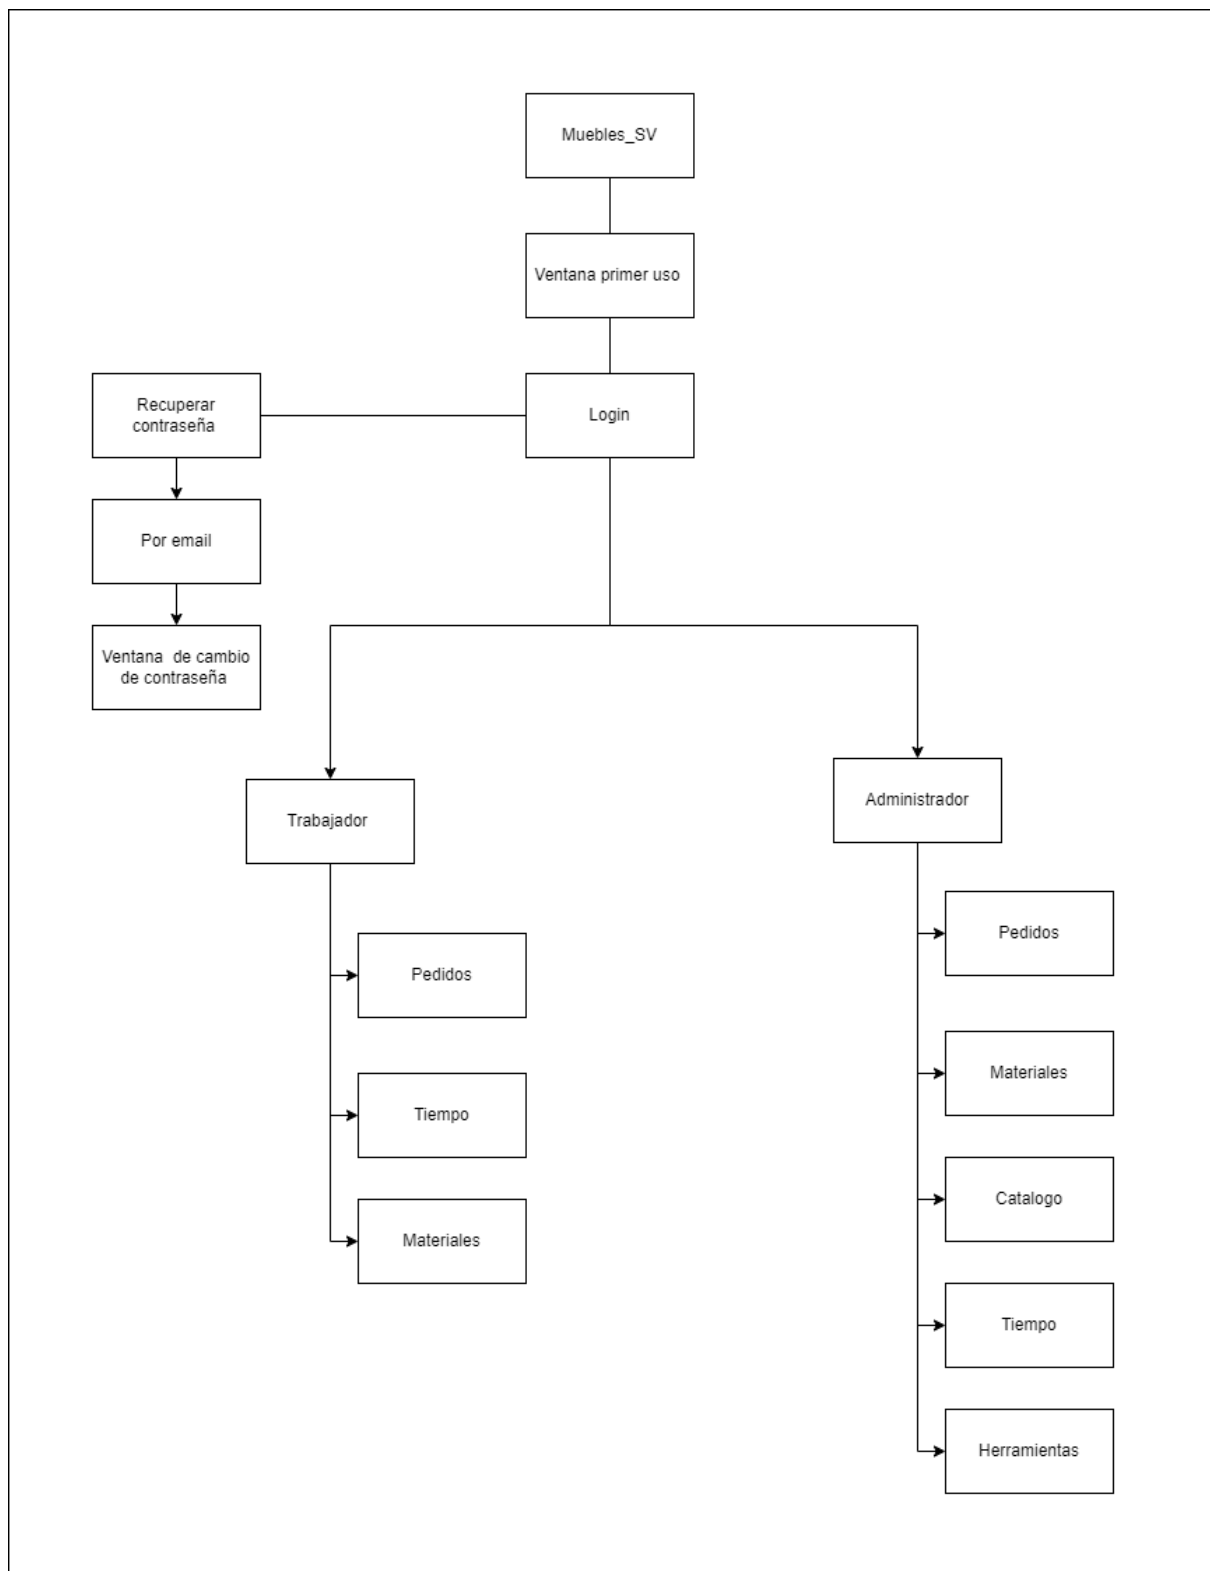 Muebles_SV
Ventana primer uso
Login
Recuperar
contraseña
Por email
Ventana de cambio
de contraseña
Trabajador
Pedidos
Tiempo
Materiales
Administrador
Pedidos
Materiales
Catalogo
Tiempo
Herramientas